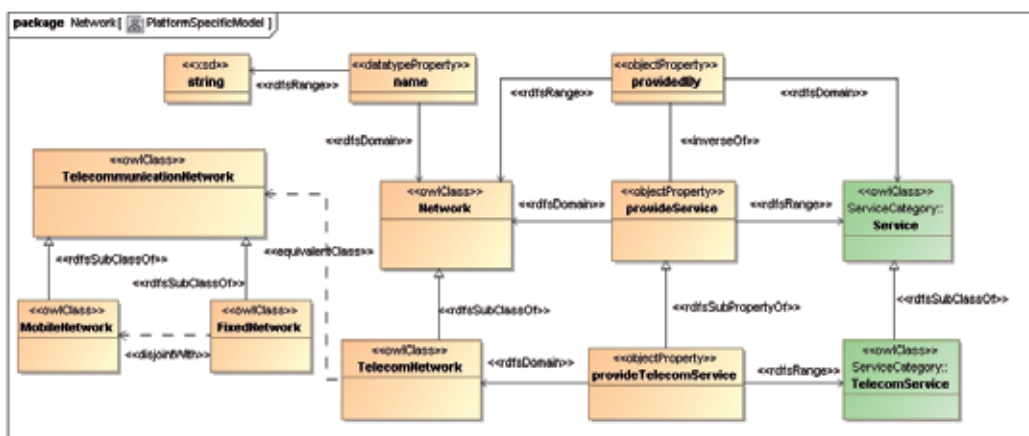 package Network[ PlatformSpecificModel ]
<<xsd>>
string
<<rdfsRange>>
<<datatypeProperty>>
name
<<rdfsDomain>>
<<objectProperty>>
providedBy
<<rdfsRange>>
<<rdfsDomain>>
<<inverseOf>>
<<owlClass>>
TelecommunicationNetwork
<<owlClass>>
Network
<<rdfsDomain>>
<<objectProperty>>
provideService
<<rdfsRange>>
<<owlClass>>
ServiceCategory::
Service
<<equivalentClass>>
<<rdfsSubClassOf>>
<<rdfsSubClassOf>>
<<owlClass>>
MobileNetwork
<<disjointWith>>
<<owlClass>>
FixedNetwork
<<rdfsSubClassOf>>
<<rdfsSubPropertyOf>>
<<rdfsSubClassOf>>
<<owlClass>>
TelecomNetwork
<<rdfsDomain>>
<<objectProperty>>
provideTelecomService
<<rdfsRange>>
<<owlClass>>
ServiceCategory::
TelecomService